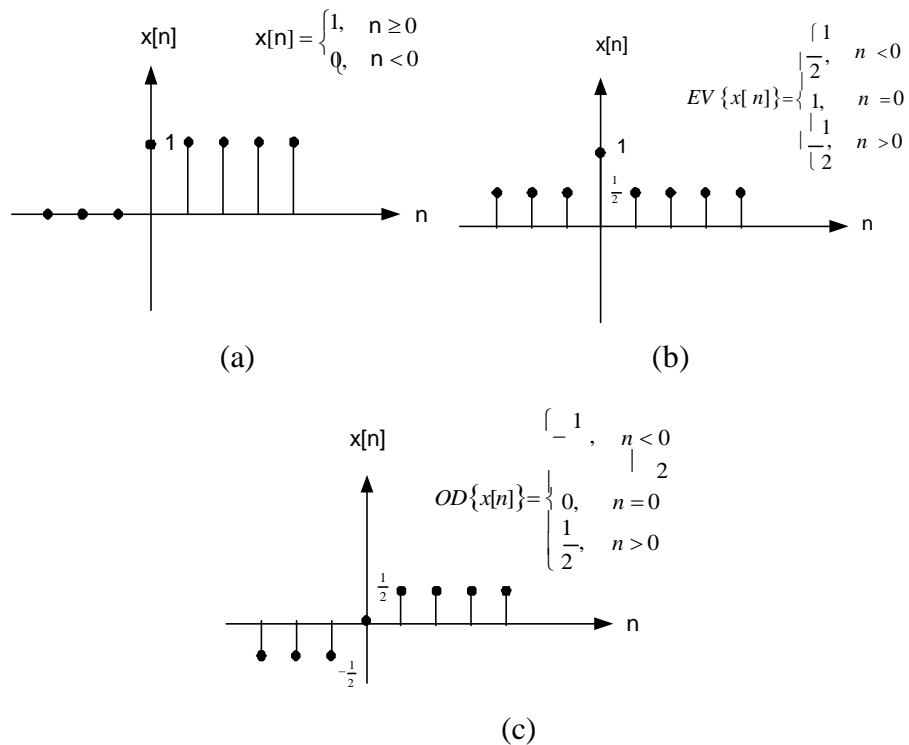 x[n]
x[n] = { 1, n ≥ 0
0, n < 0
1
n
(a)
x[n]
EV {x[ n]}= { 1/2, n < 0
1, n = 0
1/2, n > 0
1
1/2
n
(b)
x[n]
OD{x[n]}= { − 1/2, n < 0
0, n = 0
1/2, n > 0
1/2
−1/2
n
(c)